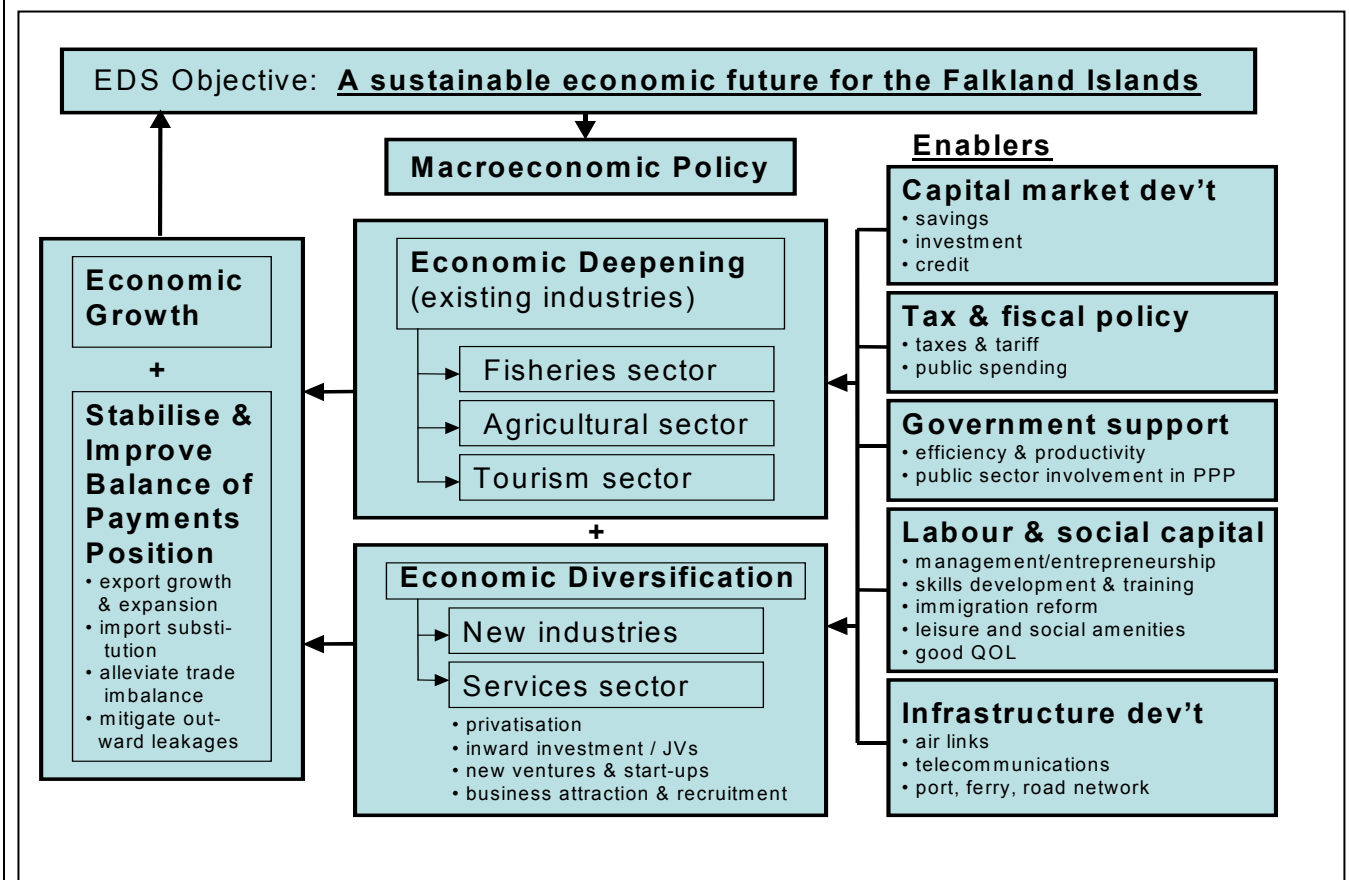 EDS Objective: A sustainable economic future for the Falkland Islands
Macroeconomic Policy
Economic
Growth
+
Stabilise &
Improve
Balance of
Payments
Position
• export growth
& expansion
• import substi-
tution
• alleviate trade
imbalance
• mitigate out-
ward leakages
Economic Deepening
(existing industries)
Fisheries sector
Agricultural sector
Tourism sector
+
Economic Diversification
New industries
Services sector
• privatisation
• inward investment / JVs
• new ventures & start-ups
• business attraction & recruitment
Enablers
Capital market dev’t
• savings
• investment
• credit
Tax & fiscal policy
• taxes & tariff
• public spending
Government support
• efficiency & productivity
• public sector involvement in PPP
Labour & social capital
• management/entrepreneurship
• skills development & training
• immigration reform
• leisure and social amenities
• good QOL
Infrastructure dev’t
• air links
• telecommunications
• port, ferry, road network